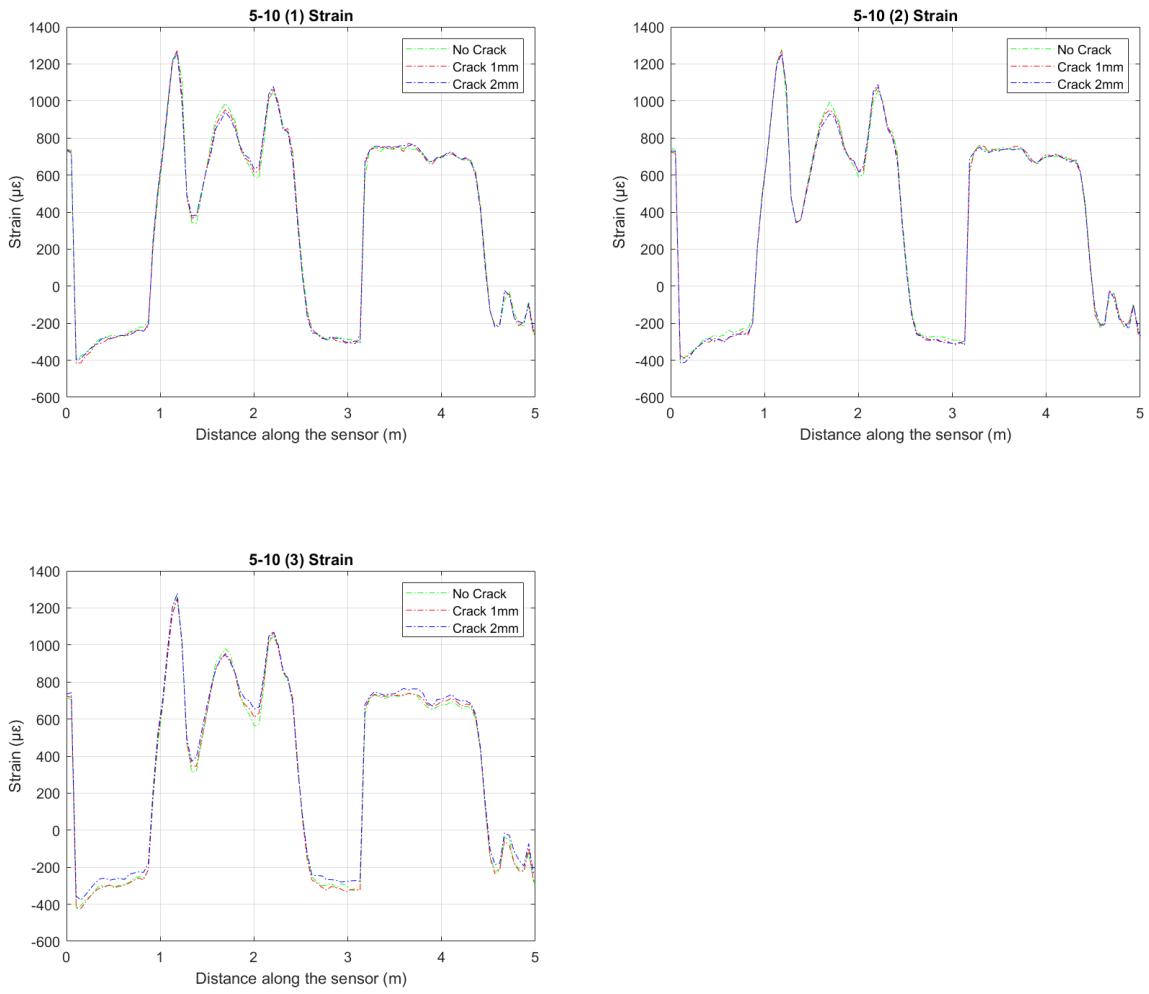 5-10 (1) Strain
1400
1200
1000
800
600
400
200
0
-200
-400
-600
Strain (µε)
0 1 2 3 4 5
Distance along the sensor (m)
No Crack
Crack 1mm
Crack 2mm
5-10 (2) Strain
1400
1200
1000
800
600
400
200
0
-200
-400
-600
Strain (µε)
0 1 2 3 4 5
Distance along the sensor (m)
No Crack
Crack 1mm
Crack 2mm
5-10 (3) Strain
1400
1200
1000
800
600
400
200
0
-200
-400
-600
Strain (µε)
0 1 2 3 4 5
Distance along the sensor (m)
No Crack
Crack 1mm
Crack 2mm